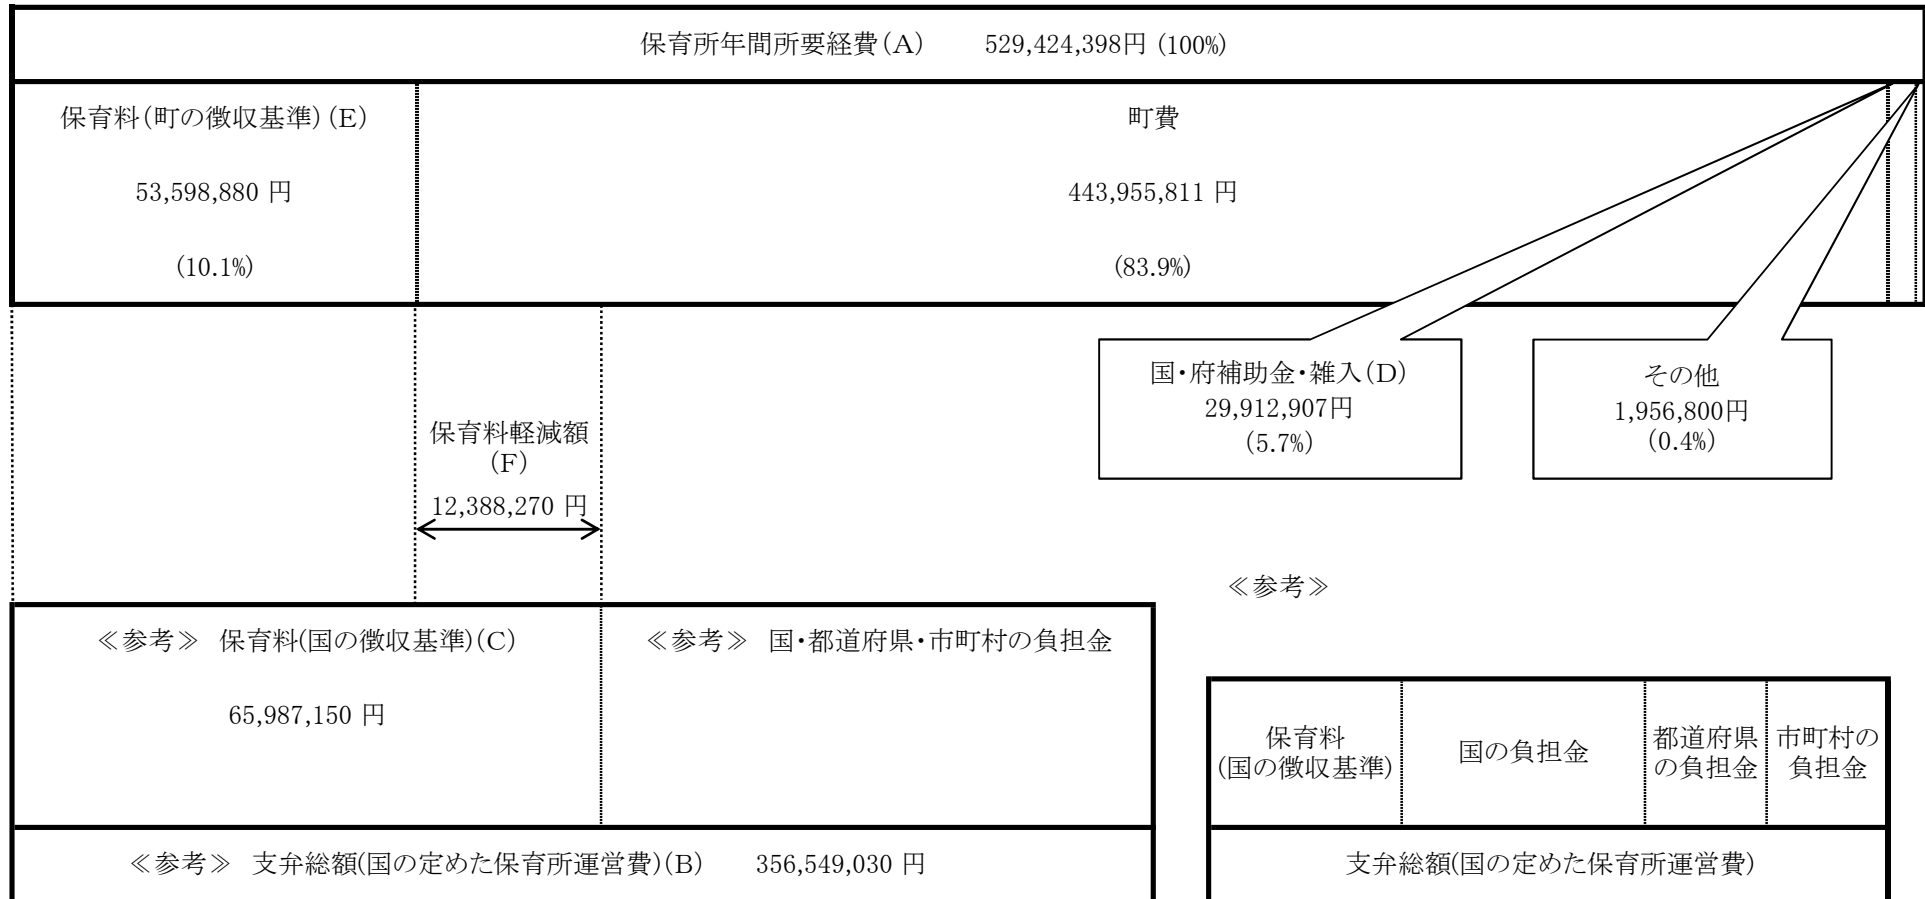 保育所年間所要経費(A) 529,424,398円 (100%)
保育料(町の徴収基準)(E)
53,598,880 円
(10.1%)
町費
443,955,811 円
(83.9%)
国・府補助金・雑入(D)
29,912,907円
(5.7%)
その他
1,956,800円
(0.4%)
保育料軽減額
(F)
12,388,270 円
≪参考≫ 保育料(国の徴収基準)(C)
65,987,150 円
≪参考≫ 国・都道府県・市町村の負担金
≪参考≫ 支弁総額(国の定めた保育所運営費)(B) 356,549,030 円
≪参考≫
保育料
(国の徴収基準)
国の負担金
都道府県
の負担金
市町村の
負担金
支弁総額(国の定めた保育所運営費)